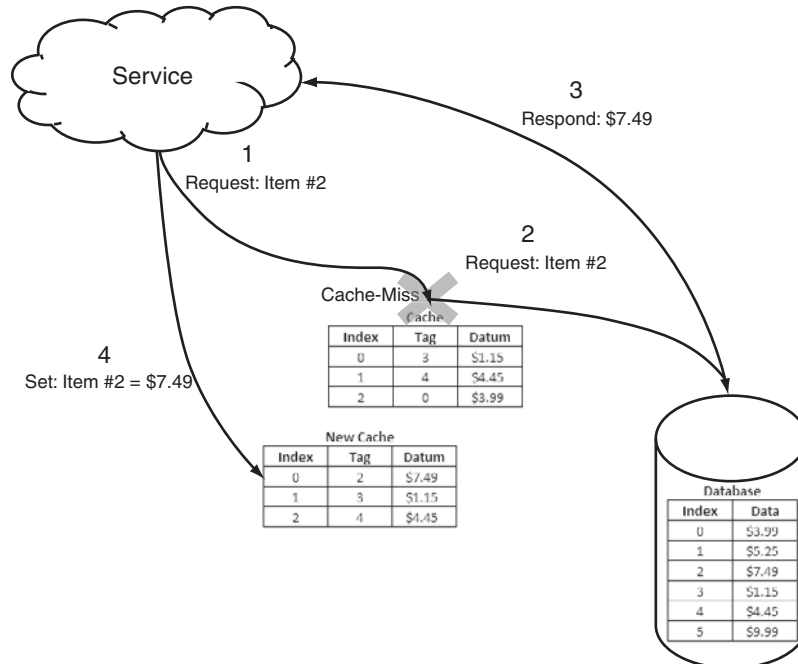 Service
3
Respond: $7.49
1
Request: Item #2
2
Request: Item #2
Cache-Miss
Cache
Index Tag Datum
0 3 $1.15
1 4 $4.45
2 0 $3.99
4
Set: Item #2 = $7.49
New Cache
Index Tag Datum
0 2 $7.49
1 3 $1.15
2 4 $4.45
Database
Index Data
0 $3.99
1 $5.25
2 $7.49
3 $1.15
4 $4.45
5 $9.99